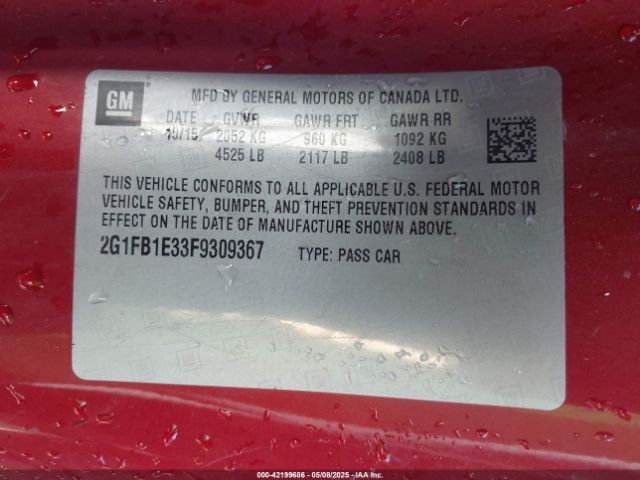 GM
MFD BY GENERAL MOTORS OF CANADA LTD.
DATE GVWR GAWR FRT GAWR RR
10/15 2052 KG 960 KG 1092 KG
4525 LB 2117 LB 2408 LB
THIS VEHICLE CONFORMS TO ALL APPLICABLE U.S. FEDERAL MOTOR
VEHICLE SAFETY, BUMPER, AND THEFT PREVENTION STANDARDS IN
EFFECT ON THE DATE OF MANUFACTURE SHOWN ABOVE.
2G1FB1E33F9309367 TYPE: PASS CAR
000-42199686 05/08/2025 IAA Inc.